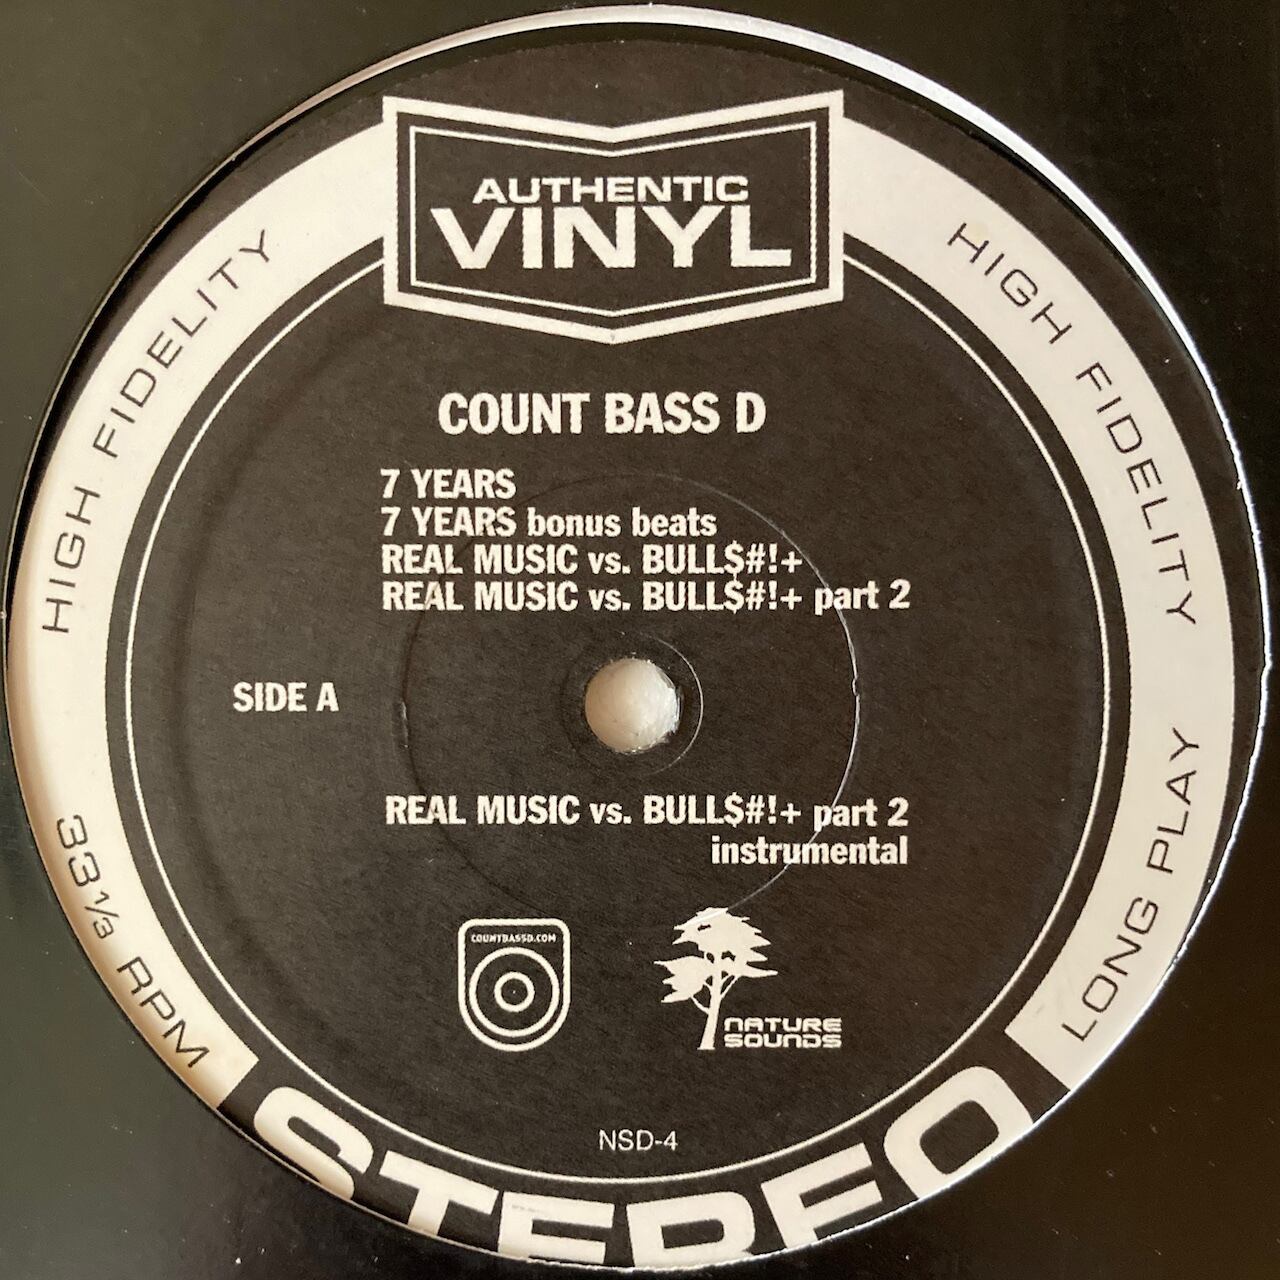 AUTHENTIC
VINYL
HIGH FIDELITY
HIGH FIDELITY
COUNT BASS D
7 YEARS
7 YEARS bonus beats
REAL MUSIC vs. BULL$#!+
REAL MUSIC vs. BULL$#!+ part 2
SIDE A
REAL MUSIC vs. BULL$#!+ part 2
instrumental
COUNTBASSD.COM
NATURE
SOUNDS
33 1/3 RPM
LONG PLAY
NSD-4
STEREO